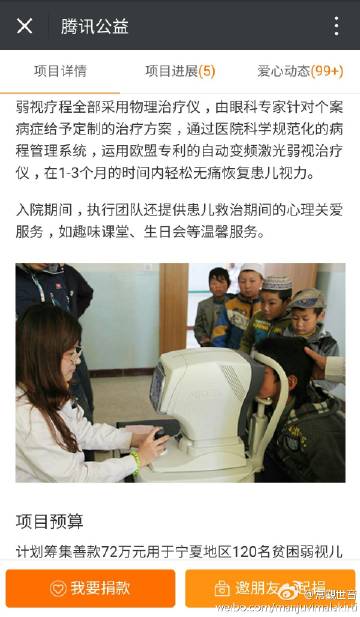 腾讯公益
项目详情
项目进展(5)
爱心动态(99+)
弱视疗程全部采用物理治疗仪，由眼科专家针对个案
病症给予定制的治疗方案，通过医院科学规范化的病
程管理系统，运用欧盟专利的自动变频激光弱视治疗
仪，在1-3个月的时间内轻松无痛恢复患儿视力。
入院期间，执行团队还提供患儿救治期间的心理关爱
服务，如趣味课堂、生日会等温馨服务。
项目预算
计划筹集善款72万元用于宁夏地区120名贫困弱视儿
我要捐款
邀朋友一起捐
@常觀世音
weibo.com/manjuvimalakirti